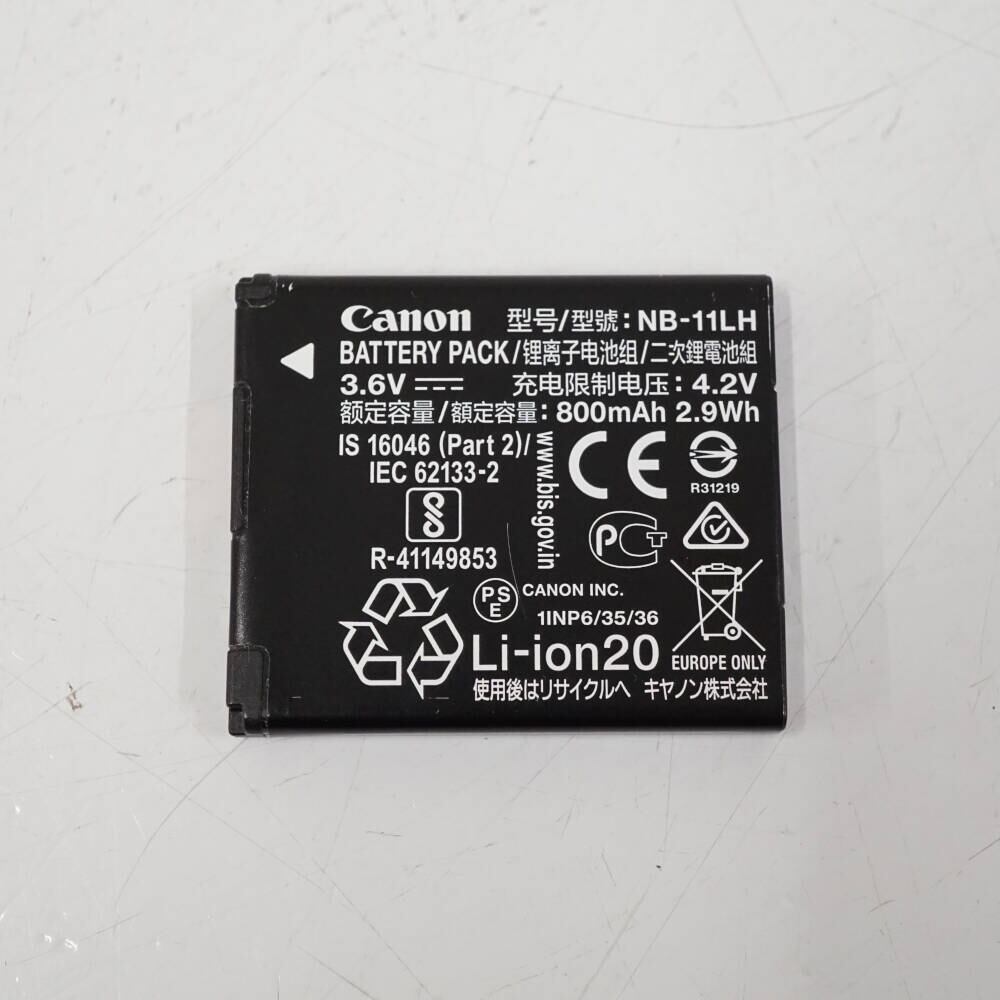 Canon 型号/型號: NB-11LH
BATTERY PACK/锂离子电池组/二次鋰電池組
3.6V 充电限制电压: 4.2V
额定容量/額定容量: 800mAh 2.9Wh
IS 16046 (Part 2)/
IEC 62133-2
R-41149853
www.bis.gov.in
CE
R31219
PCT
PSE CANON INC.
1INP6/35/36
Li-ion20
EUROPE ONLY
使用後はリサイクルへ キヤノン株式会社